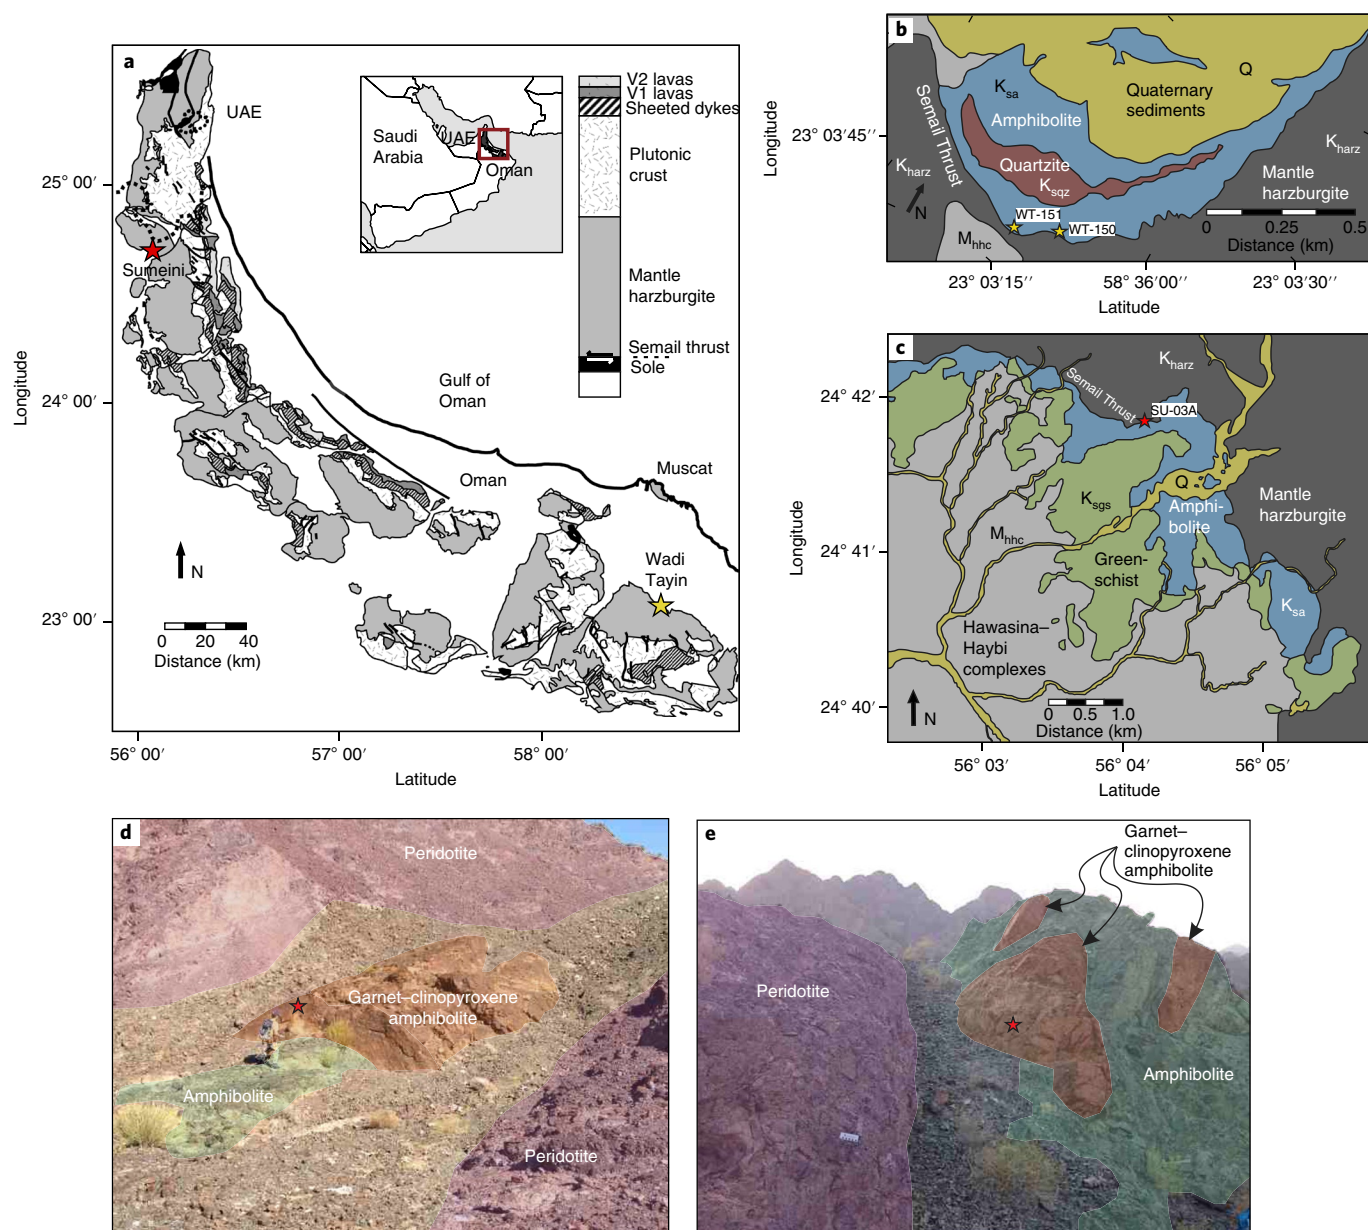 a
UAE
Saudi
Arabia
UAE
Oman
V2 lavas
V1 lavas
Sheeted dykes
Plutonic
crust
Mantle
harzburgite
Semail thrust
Sole
25° 00′
24° 00′
23° 00′
Longitude
Sumeini
Gulf of
Oman
Oman
Muscat
Wadi
Tayin
N
0 20 40
Distance (km)
56° 00′
57° 00′
58° 00′
Latitude
b
Longitude
23° 03′45′′
Ksa
Amphibolite
Quaternary
sediments
Q
Semail Thrust
Kharz
Quartzite
Ksqz
Kharz
Mantle
harzburgite
N
WT-151
WT-150
Mhhc
0 0.25 0.5
Distance (km)
23° 03′15′′
58° 36′00′′
23° 03′30′′
Latitude
c
Longitude
24° 42′
24° 41′
24° 40′
Kharz
Semail Thrust
SU-03A
Ksgs
Q
Amphi-
bolite
Mantle
harzburgite
Mhhc
Green-
schist
Ksa
Hawasina–
Haybi
complexes
N
0 0.5 1.0
Distance (km)
56° 03′
56° 04′
56° 05′
Latitude
d
Peridotite
Garnet–clinopyroxene
amphibolite
Amphibolite
Peridotite
e
Garnet–
clinopyroxene
amphibolite
Peridotite
Amphibolite